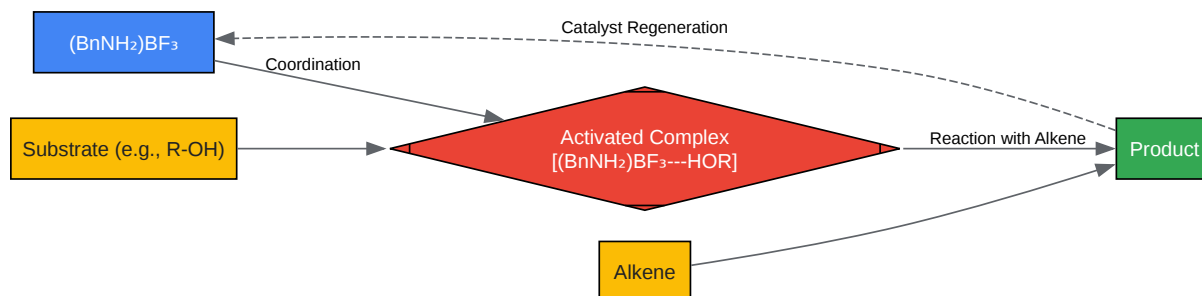 (BnNH₂)BF₃
Catalyst Regeneration
Coordination
Substrate (e.g., R-OH)
Activated Complex
[(BnNH₂)BF₃---HOR]
Reaction with Alkene
Product
Alkene